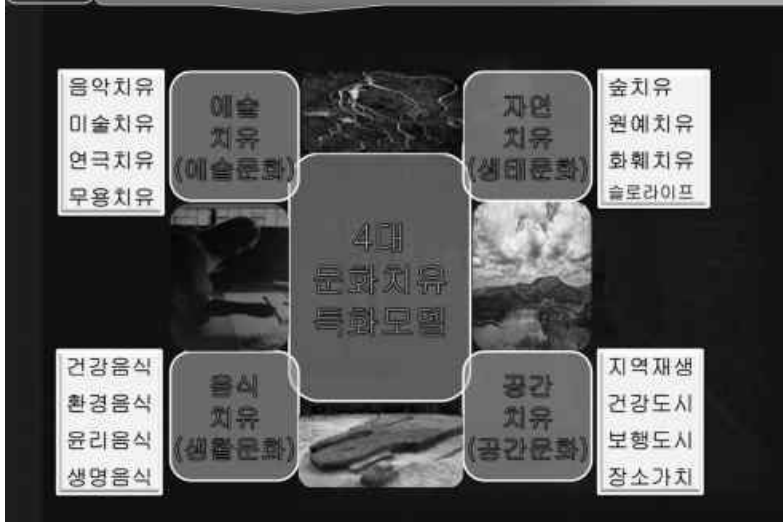 음악치유
미술치유
연극치유
무용치유
예술
치유
(예술문화)
자연
치유
(생태문화)
숲치유
원예치유
화훼치유
슬로라이프
4대
문화치유
특화모델
건강음식
환경음식
윤리음식
생명음식
음식
치유
(생활문화)
공간
치유
(공간문화)
지역재생
건강도시
보행도시
장소가치